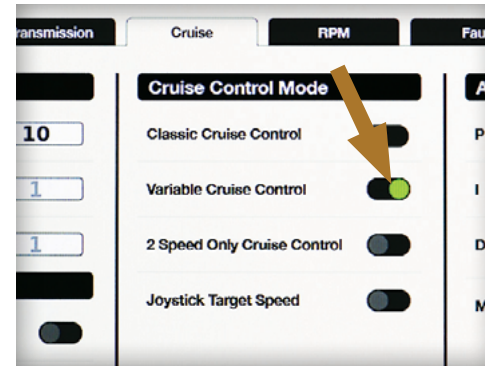 ransmission Cruise RPM Fau
Cruise Control Mode A
10 Classic Cruise Control P
1 Variable Cruise Control I
1 2 Speed Only Cruise Control D
Joystick Target Speed M